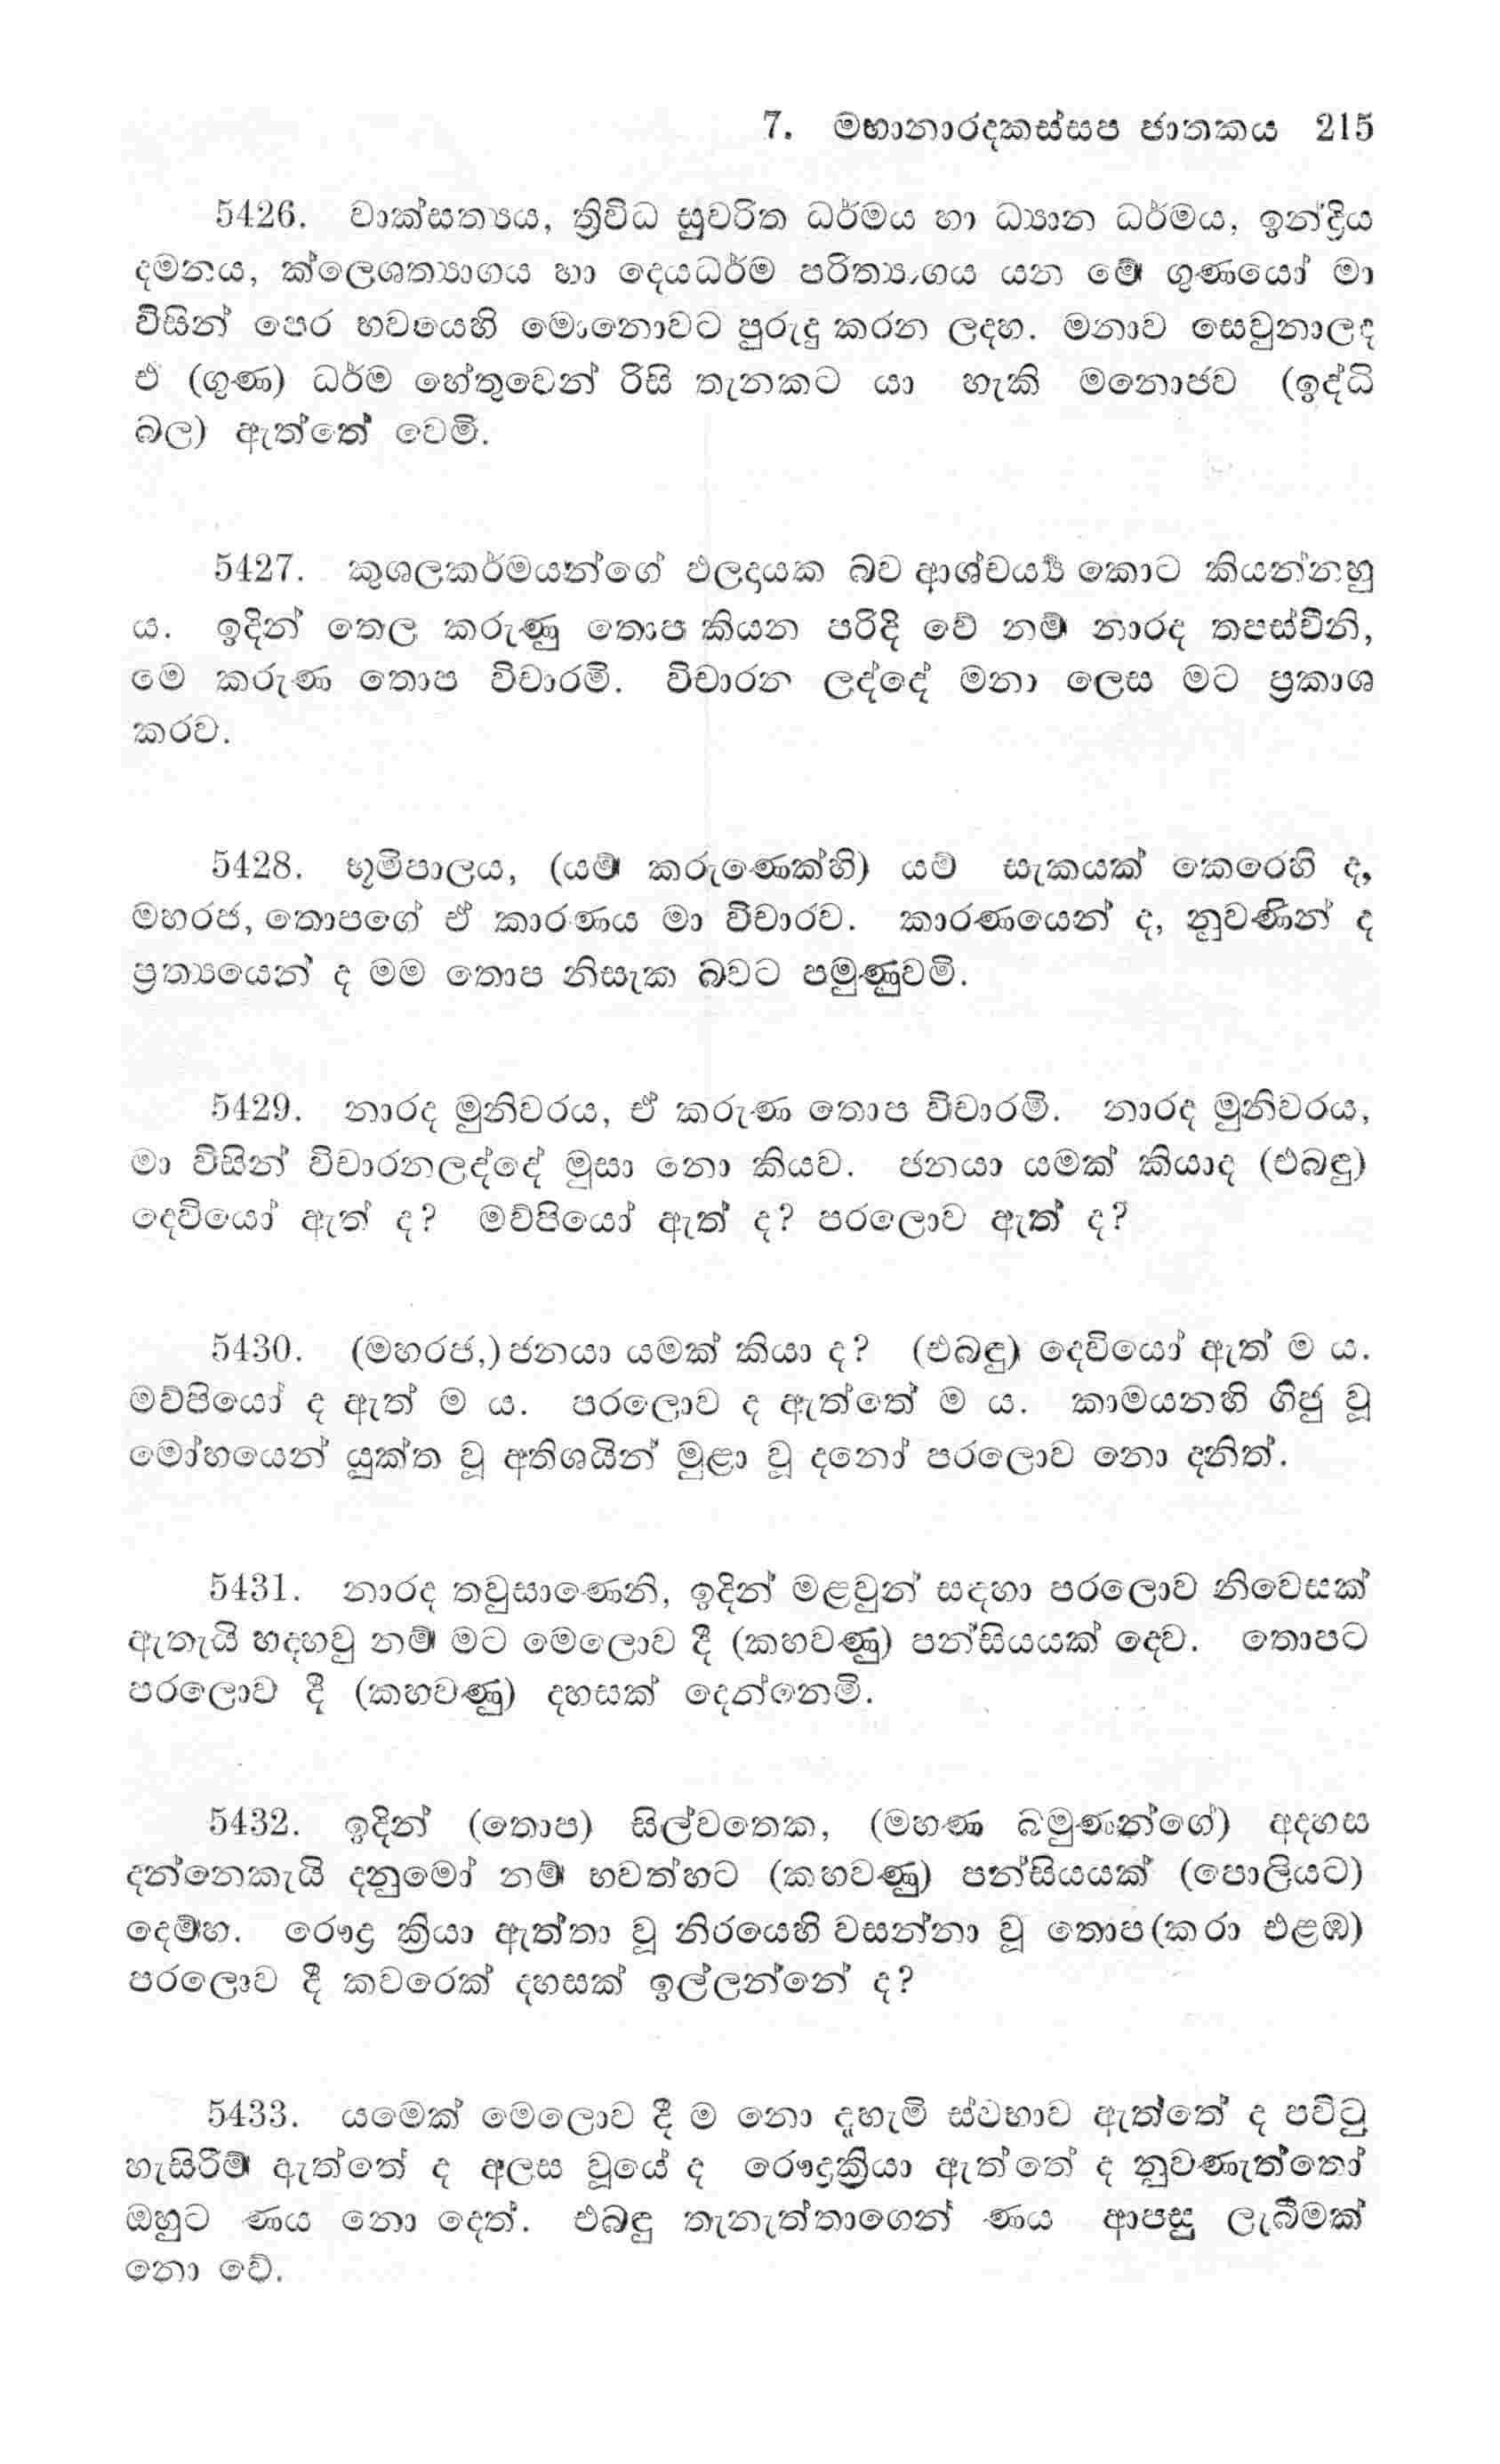 7. මහානාරදකස්සප ජාතකය 215
5426. වාක්සත්‍යය, ත්‍රිවිධ සුචරිත ධර්මය හා ධ්‍යාන ධර්මය, ඉන්ද්‍රිය
දමනය, ක්ලෙශත්‍යාගය හා දෙයධර්ම පරිත්‍යාගය යන මේ ගුණයෝ මා
විසින් පෙර භවයෙහි මොනොවට පුරුදු කරන ලදහ. මනාව සෙවුනාලද
ඒ (ගුණ) ධර්ම හේතුවෙන් රිසි තැනකට යා හැකි මනොජව (ඉද්ධි
බල) ඇත්තේ වෙමි.
5427. කුශලකර්මයන්ගේ ඵලදායක බව ආශ්චර්‍ය්‍ය කොට කියන්නහු
ය. ඉදින් තෙල කරුණු තොප කියන පරිදි වේ නම් නාරද තපස්වීනි,
මෙ කරුණ තොප විචාරමි. විචාරන ලද්දේ මනා ලෙස මට ප්‍රකාශ
කරව.
5428. භූමිපාලය, (යම් කරුණෙක්හි) යම් සැකයක් කෙරෙහි ද,
මහරජ, තොපගේ ඒ කාරණය මා විචාරව. කාරණයෙන් ද, නුවණින් ද
ප්‍රත්‍යයෙන් ද මම තොප නිසැක බවට පමුණුවමි.
5429. නාරද මුනිවරය, ඒ කරුණ තොප විචාරමි. නාරද මුනිවරය,
මා විසින් විචාරනලද්දේ මුසා නො කියව. ජනයා යමක් කියාද (එබඳු)
දෙවියෝ ඇත් ද? මව්පියෝ ඇත් ද? පරලොව ඇත් ද?
5430. (මහරජ,) ජනයා යමක් කියා ද? (එබඳු) දෙවියෝ ඇත් ම ය.
මව්පියෝ ද ඇත් ම ය. පරලොව ද ඇත්තේ ම ය. කාමයනහි ගිජු වූ
මෝහයෙන් යුක්ත වූ අතිශයින් මුළා වූ දනෝ පරලොව නො දනිත්.
5431. නාරද තවුසාණෙනි, ඉදින් මළවුන් සඳහා පරලොව නිවෙසක්
ඇතැයි හදහවු නම් මට මෙලොව දී (කහවණු) පන්සියයක් දෙව. තොපට
පරලොව දී (කහවණු) දහසක් දෙන්නෙමි.
5432. ඉදින් (තොප) සිල්වතෙක, (මහණ බමුණන්ගේ) අදහස
දන්නෙකැයි දනුමෝ නම් භවත්හට (කහවණු) පන්සියයක් (පොලියට)
දෙම්හ. රෞද්‍ර ක්‍රියා ඇත්තා වූ නිරයෙහි වසන්නා වූ තොප(කරා එළඹ)
පරලොව දී කවරෙක් දහසක් ඉල්ලන්නේ ද?
5433. යමෙක් මෙලොව දී ම නො දැහැමි ස්වභාව ඇත්තේ ද පවිටු
හැසිරීම් ඇත්තේ ද අලස වූයේ ද රෞද්‍රක්‍රියා ඇත්තේ ද නුවණැත්තෝ
ඔහුට ණය නො දෙත්. එබඳු තැනැත්තාගෙන් ණය ආපසු ලැබීමක්
නො වේ.